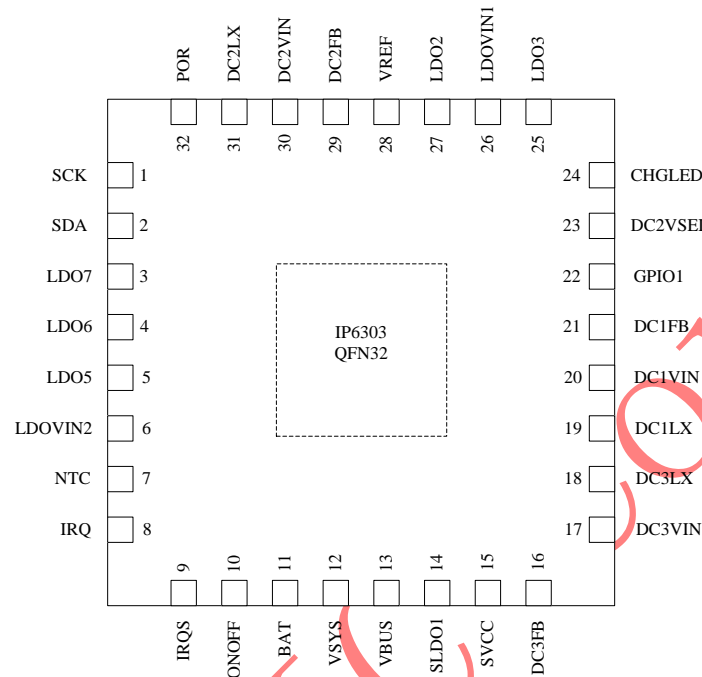 POR
DC2LX
DC2VIN
DC2FB
VREF
LDO2
LDOVIN1
LDO3
32
31
30
29
28
27
26
25
SCK 1
SDA 2
LDO7 3
LDO6 4
LDO5 5
LDOVIN2 6
NTC 7
IRQ 8
24 CHGLED
23 DC2VSEL
22 GPIO1
21 DC1FB
20 DC1VIN
19 DC1LX
18 DC3LX
17 DC3VIN
IP6303
QFN32
9
10
11
12
13
14
15
16
IRQS
ONOFF
BAT
VSYS
VBUS
SLDO1
SVCC
DC3FB